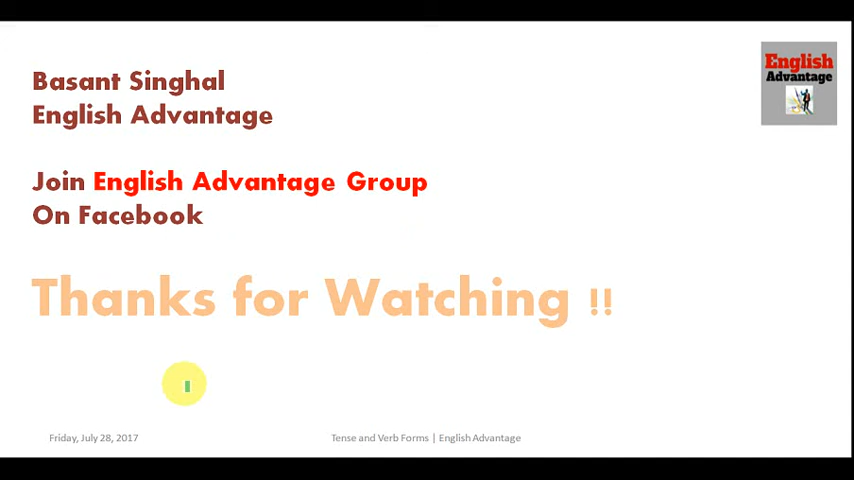 Basant Singhal
English Advantage
English
Advantage
Join English Advantage Group
On Facebook
Thanks for Watching !!
Friday, July 28, 2017
Tense and Verb Forms | English Advantage